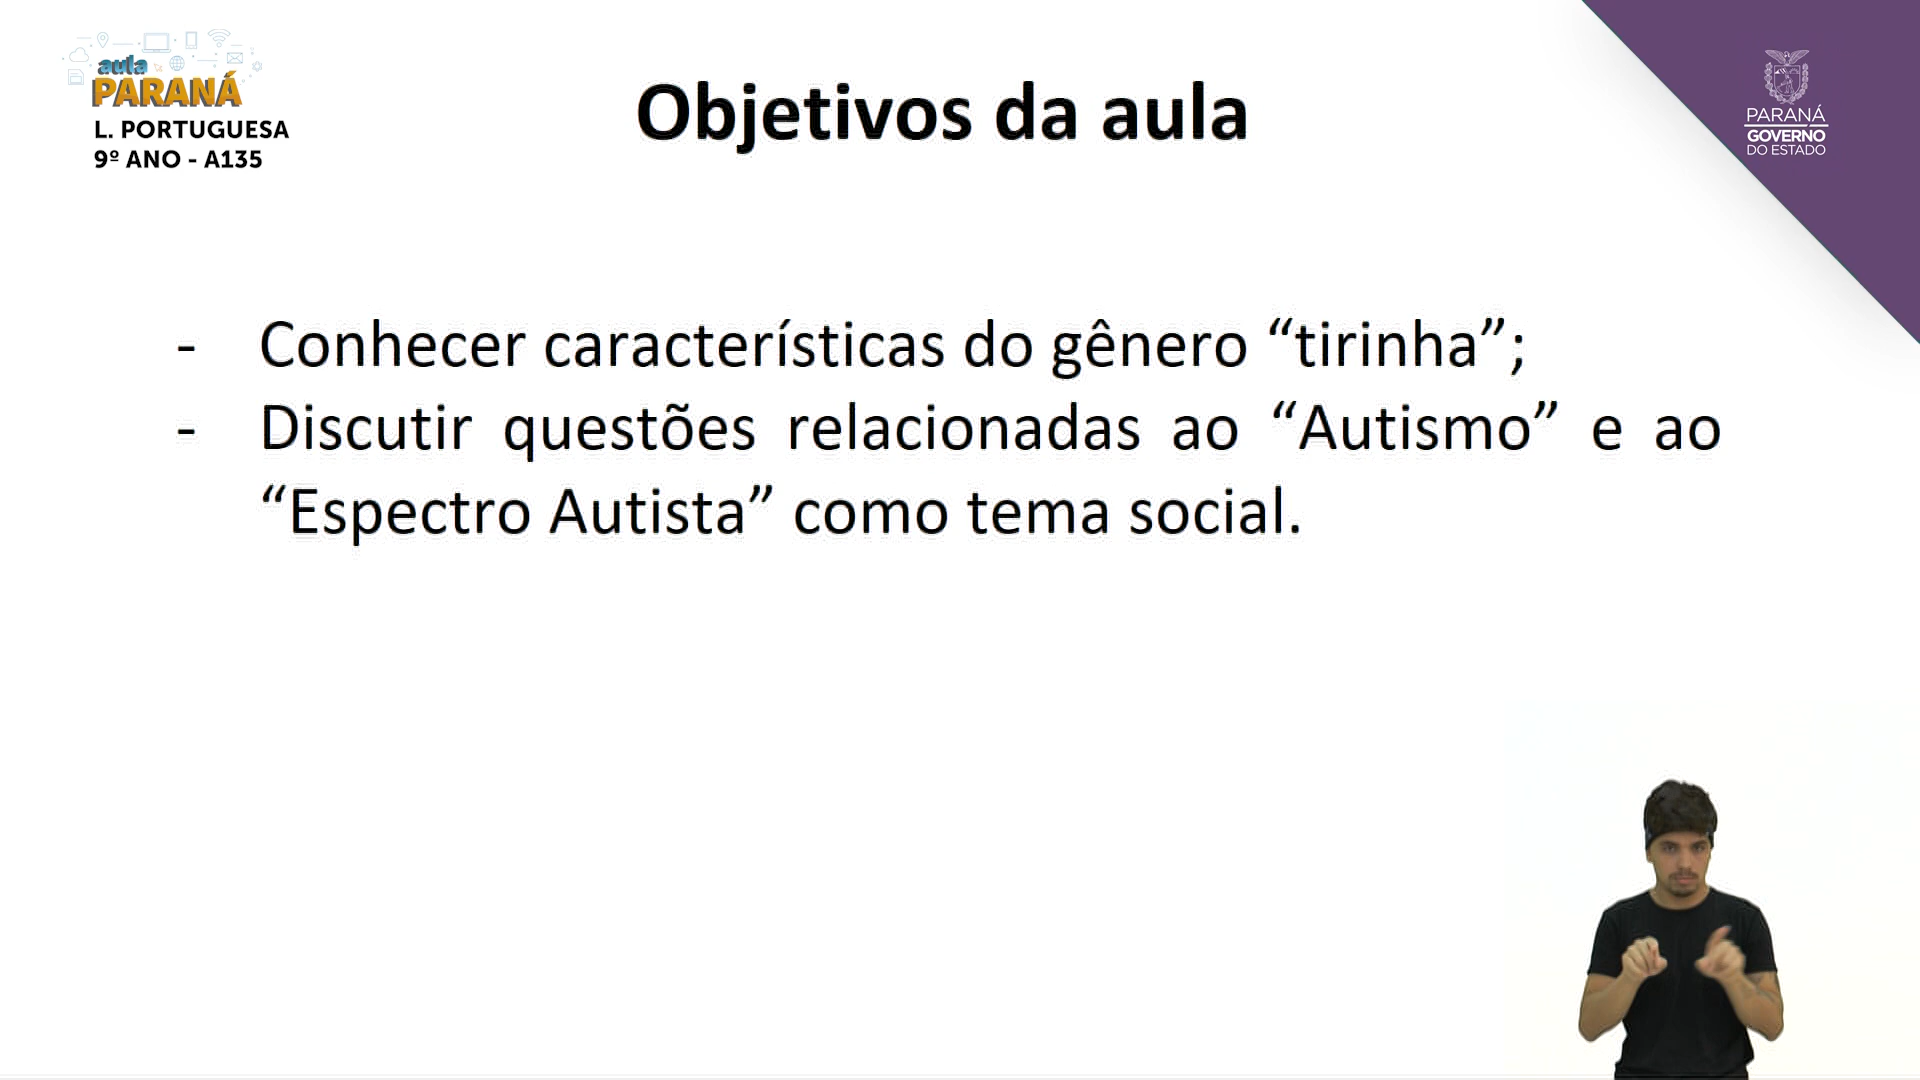 aula
PARANÁ
L. PORTUGUESA
9º ANO - A135
Objetivos da aula
PARANÁ
GOVERNO
DO ESTADO
- Conhecer características do gênero “tirinha”;
- Discutir questões relacionadas ao “Autismo” e ao
“Espectro Autista” como tema social.